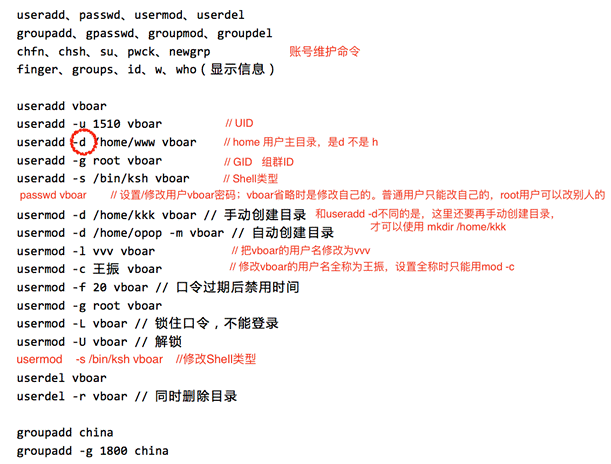 useradd、passwd、usermod、userdel
groupadd、gpasswd、groupmod、groupdel
chfn、chsh、su、pwck、newgrp 账号维护命令
finger、groups、id、w、who（显示信息）
useradd vboar
useradd -u 1510 vboar // UID
useradd -d /home/www vboar // home 用户主目录，是d 不是 h
useradd -g root vboar // GID 组群ID
useradd -s /bin/ksh vboar // Shell类型
passwd vboar // 设置/修改用户vboar密码；vboar省略时是修改自己的。普通用户只能改自己的，root用户可以改别人的
usermod -d /home/kkk vboar // 手动创建目录 和useradd -d不同的是，这里还要再手动创建目录，
usermod -d /home/opop -m vboar // 自动创建目录 才可以使用 mkdir /home/kkk
usermod -l vvv vboar // 把vboar的用户名修改为vvv
usermod -c 王振 vboar // 修改vboar的用户名全称为王振，设置全称时只能用mod -c
usermod -f 20 vboar // 口令过期后禁用时间
usermod -g root vboar
usermod -L vboar // 锁住口令，不能登录
usermod -U vboar // 解锁
usermod -s /bin/ksh vboar //修改Shell类型
userdel vboar
userdel -r vboar // 同时删除目录
groupadd china
groupadd -g 1800 china